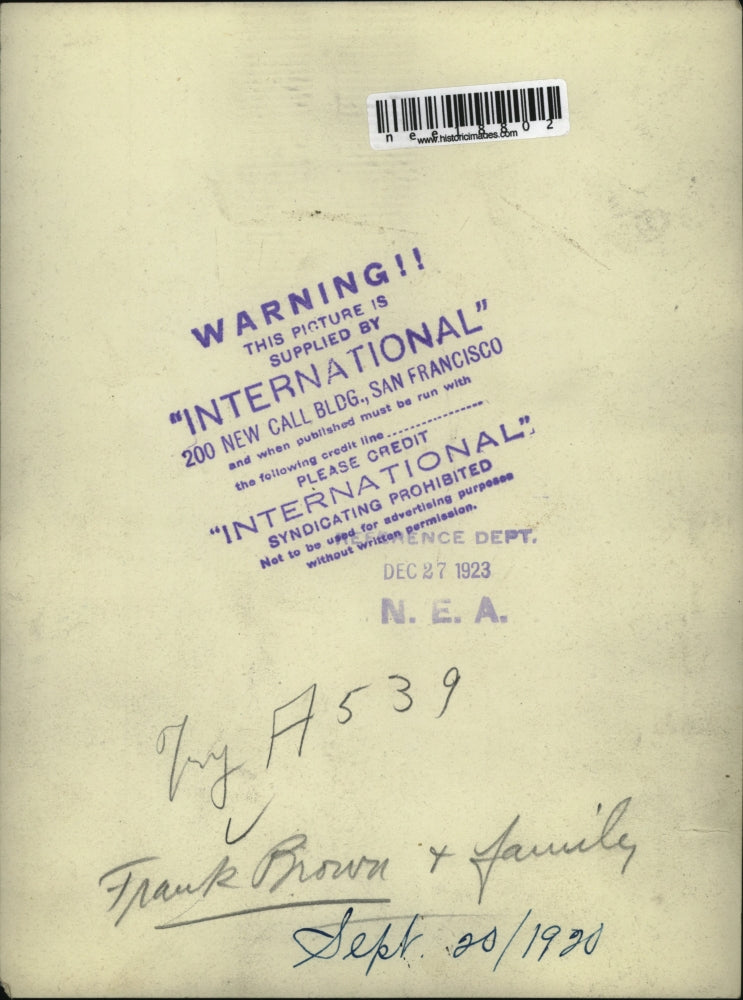 nee18802
www.historicimages.com
WARNING!!
THIS PICTURE IS
SUPPLIED BY
"INTERNATIONAL"
200 NEW CALL BLDG., SAN FRANCISCO
and when published must be run with
the following credit line
PLEASE CREDIT
"INTERNATIONAL"
SYNDICATING PROHIBITED
Not to be used for advertising purposes
without written permission.
REFERENCE DEPT.
DEC 27 1923
N. E. A.
A539
Frank Brown + family
Sept. 20/1920